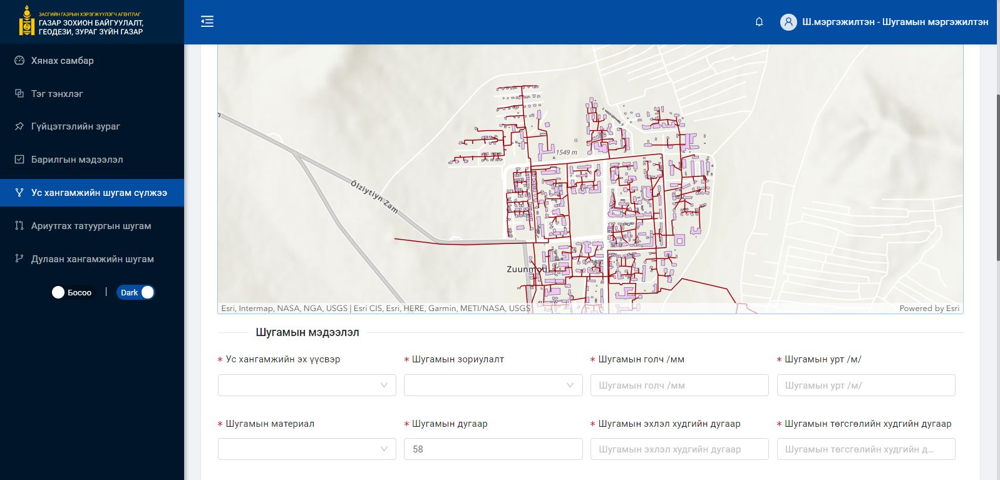 ЗАСГИЙН ГАЗРЫН ХЭРЭГЖҮҮЛЭГЧ АГЕНТЛАГ
ГАЗАР ЗОХИОН БАЙГУУЛАЛТ,
ГЕОДЕЗИ, ЗУРАГ ЗҮЙН ГАЗАР
Ш.мэргэжилтэн - Шугамын мэргэжилтэн
Хянах самбар
Тэг тэнхлэг
Гүйцэтгэлийн зураг
Барилгын мэдээлэл
Ус хангамжийн шугам сүлжээ
Ариутгах татуургын шугам
Дулаан хангамжийн шугам
Босоо | Dark
n
1549 m
Ölziytiyn Zam
Zuunmod
Esri, Intermap, NASA, NGA, USGS | Esri CIS, Esri, HERE, Garmin, METI/NASA, USGS
Powered by Esri
Шугамын мэдээлэл
* Ус хангамжийн эх үүсвэр
* Шугамын зориулалт
* Шугамын голч /мм
* Шугамын урт /м/
Шугамын голч /мм
Шугамын урт /м/
* Шугамын материал
* Шугамын дугаар
* Шугамын эхлэл худгийн дугаар
* Шугамын төгсгөлийн худгийн дугаар
58
Шугамын эхлэл худгийн дугаар
Шугамын төгсгөлийн худгийн д...